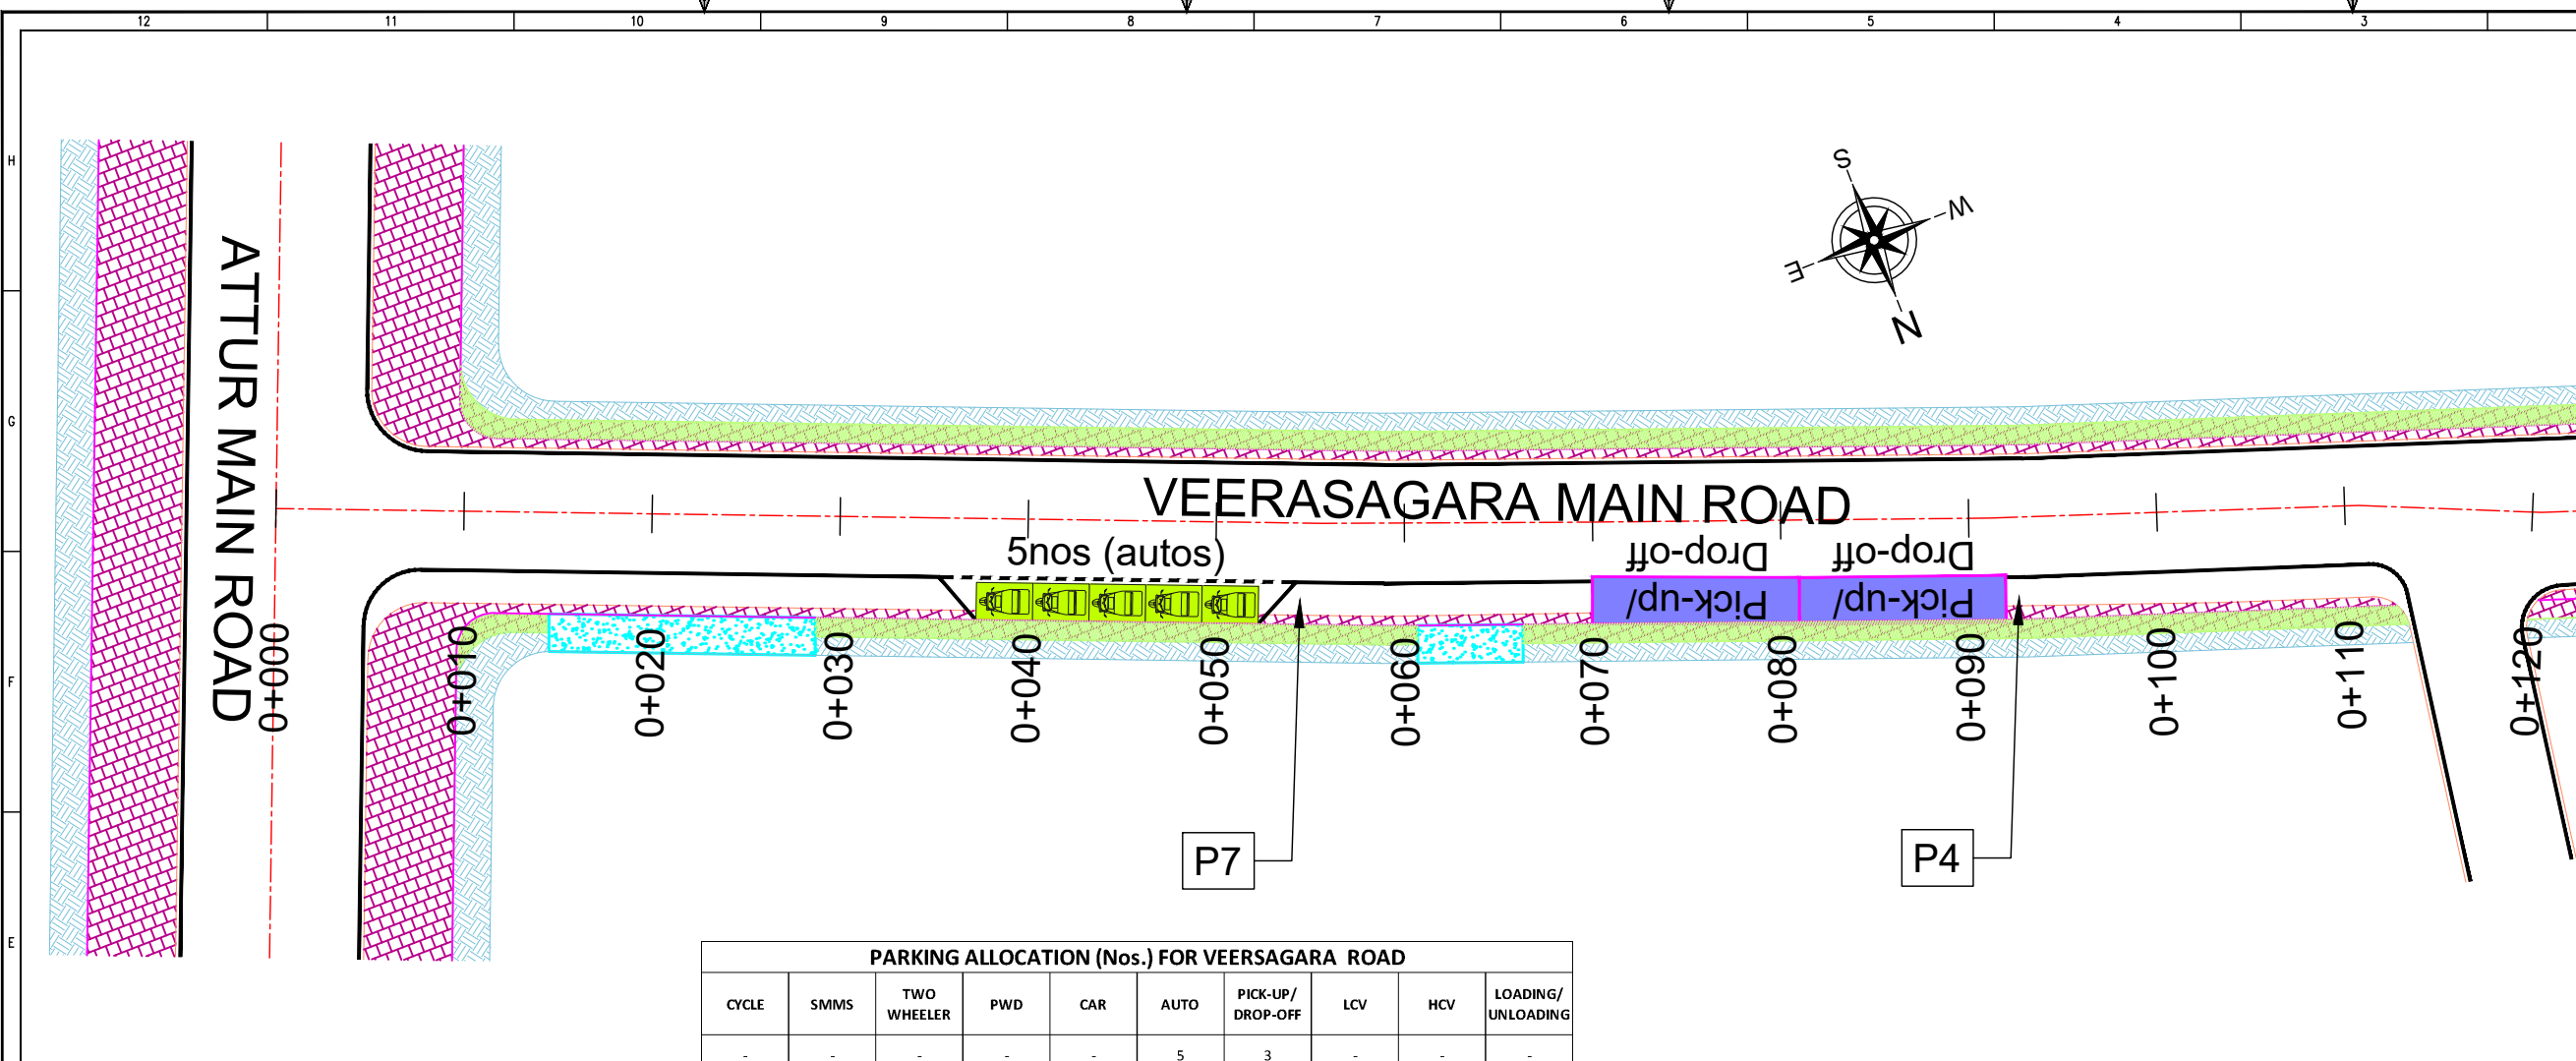 12 11 10 9 8 7 6 5 4 3
H
G
F
E
S
W
E
N
ATTUR MAIN ROAD
VEERASAGARA MAIN ROAD
5nos (autos)
Drop-off
Pick-up/
Drop-off
Pick-up/
0+000
0+010
0+020
0+030
0+040
0+050
0+060
0+070
0+080
0+090
0+100
0+110
0+120
P7
P4
PARKING ALLOCATION (Nos.) FOR VEERSAGARA ROAD
CYCLE SMMS TWO WHEELER PWD CAR AUTO PICK-UP/ DROP-OFF LCV HCV LOADING/ UNLOADING
- - - - - 5 3 - - -